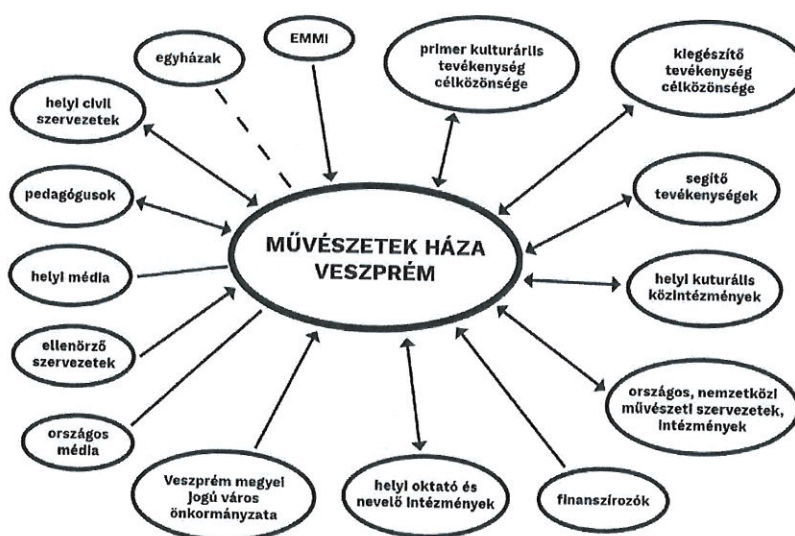 EMMI
egyházak
primer kulturárlis
tevékenység
célközönsége
kiegészítő
tevékenység
célközönsége
helyi civil
szervezetek
pedagógusok
segítő
tevékenységek
MŰVÉSZETEK HÁZA
VESZPRÉM
helyi média
helyi kuturális
közintézmények
ellenőrző
szervezetek
országos, nemzetközi
művészeti szervezetek,
intézmények
országos
média
Veszprém megyei
jogú város
önkormányzata
helyi oktató és
nevelő intézmények
finanszírozók